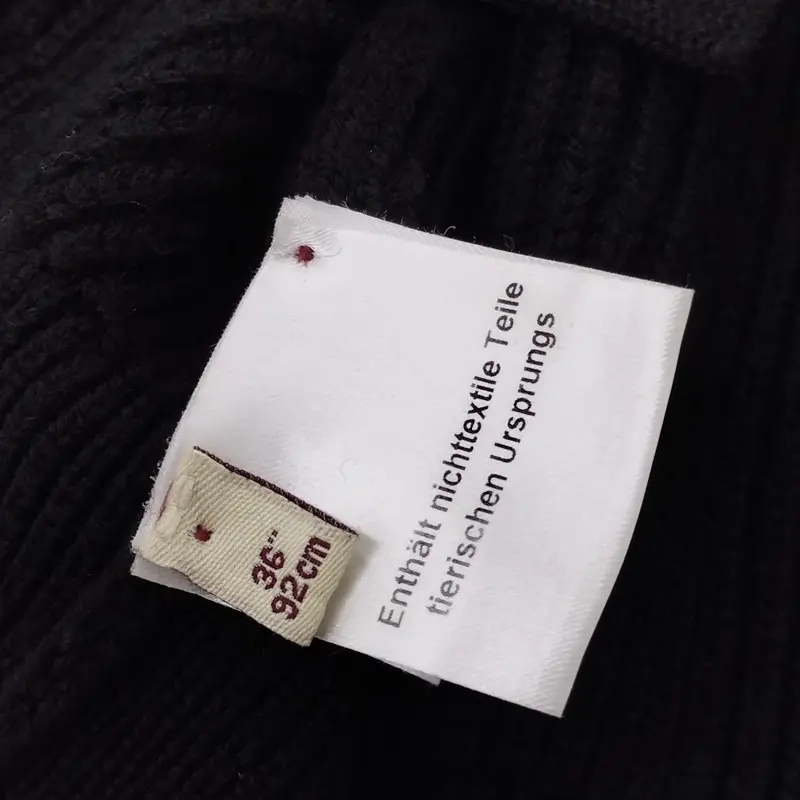 Enthält nichttextile Teile
tierischen Ursprungs
36"
92cm